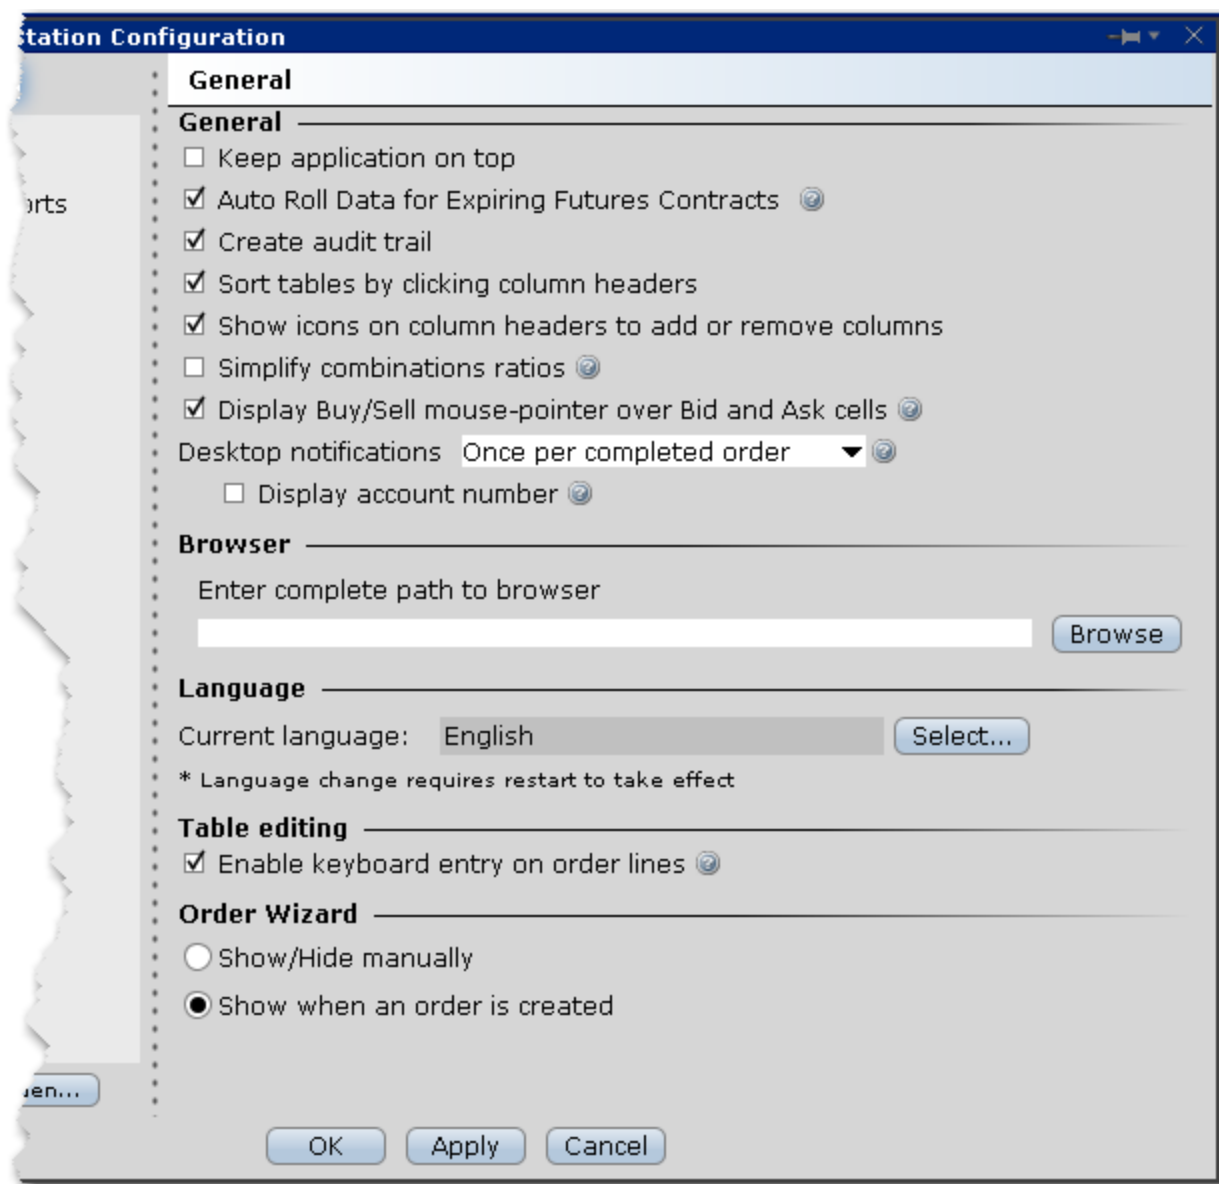 Station Configuration
General
General
Keep application on top
Auto Roll Data for Expiring Futures Contracts
Create audit trail
Sort tables by clicking column headers
Show icons on column headers to add or remove columns
Simplify combinations ratios
Display Buy/Sell mouse-pointer over Bid and Ask cells
Desktop notifications Once per completed order
Display account number
Browser
Enter complete path to browser
Browse
Language
Current language: English Select...
* Language change requires restart to take effect
Table editing
Enable keyboard entry on order lines
Order Wizard
Show/Hide manually
Show when an order is created
OK Apply Cancel